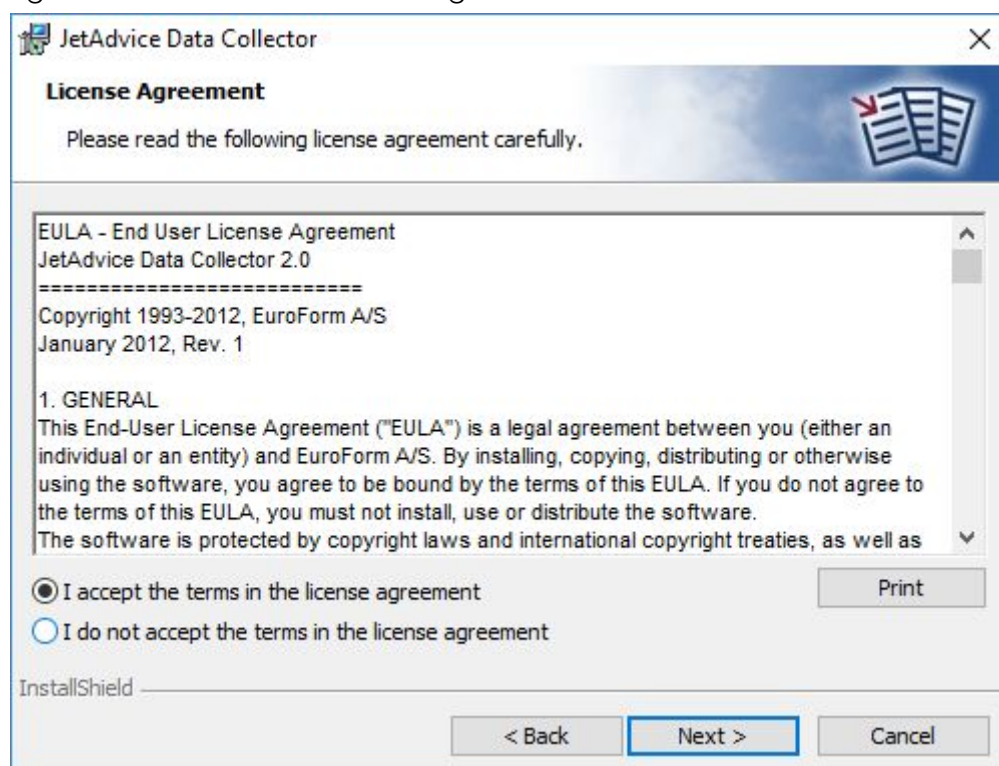 JetAdvice Data Collector
License Agreement
Please read the following license agreement carefully.
EULA - End User License Agreement
JetAdvice Data Collector 2.0
===========================
Copyright 1993-2012, EuroForm A/S
January 2012, Rev. 1
1. GENERAL
This End-User License Agreement ("EULA") is a legal agreement between you (either an
individual or an entity) and EuroForm A/S. By installing, copying, distributing or otherwise
using the software, you agree to be bound by the terms of this EULA. If you do not agree to
the terms of this EULA, you must not install, use or distribute the software.
The software is protected by copyright laws and international copyright treaties, as well as
I accept the terms in the license agreement
Print
I do not accept the terms in the license agreement
InstallShield
< Back
Next >
Cancel